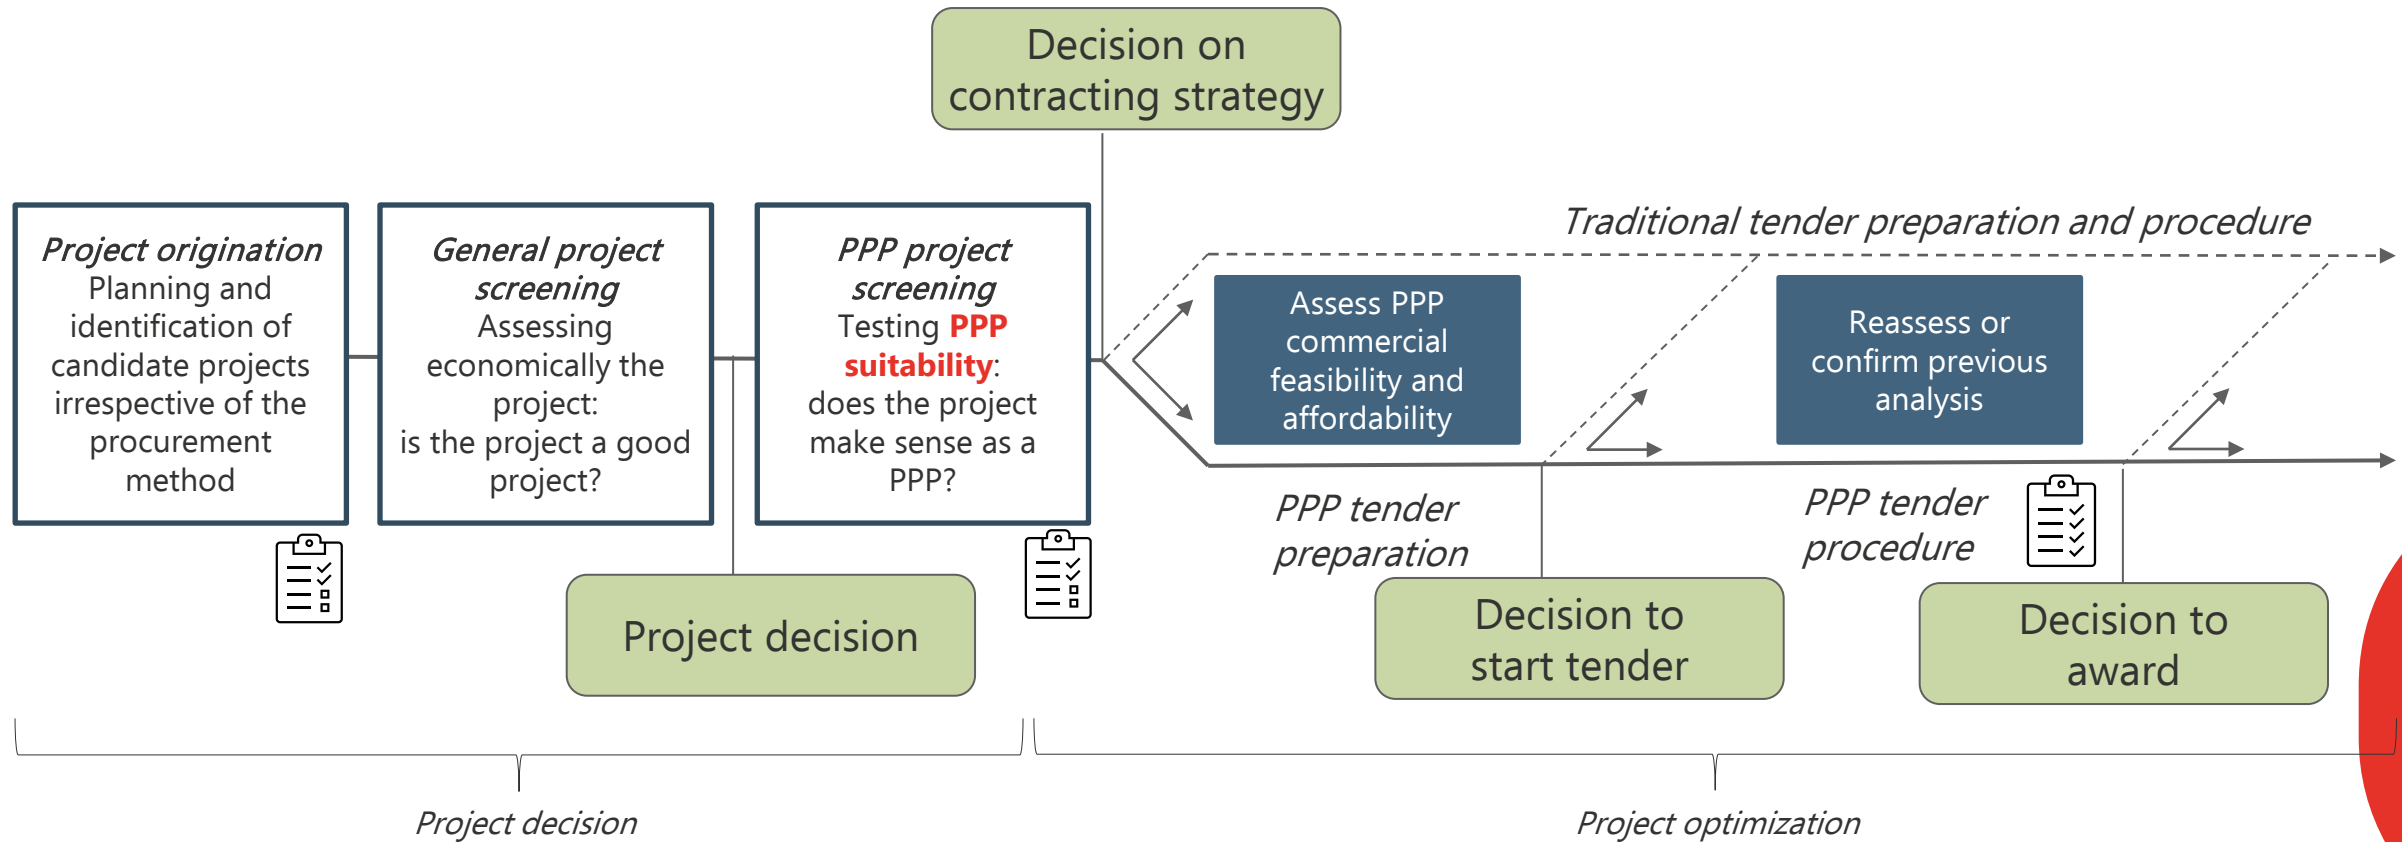 Decision on
contracting strategy
Project origination
Planning and
identification of
candidate projects
irrespective of the
procurement
method
General project
screening
Assessing
economically the
project:
is the project a good
project?
PPP project
screening
Testing PPP
suitability:
does the project
make sense as a
PPP?
Traditional tender preparation and procedure
Assess PPP
commercial
feasibility and
affordability
Reassess or
confirm previous
analysis
PPP tender
preparation
PPP tender
procedure
Project decision
Decision to
start tender
Decision to
award
Project decision
Project optimization